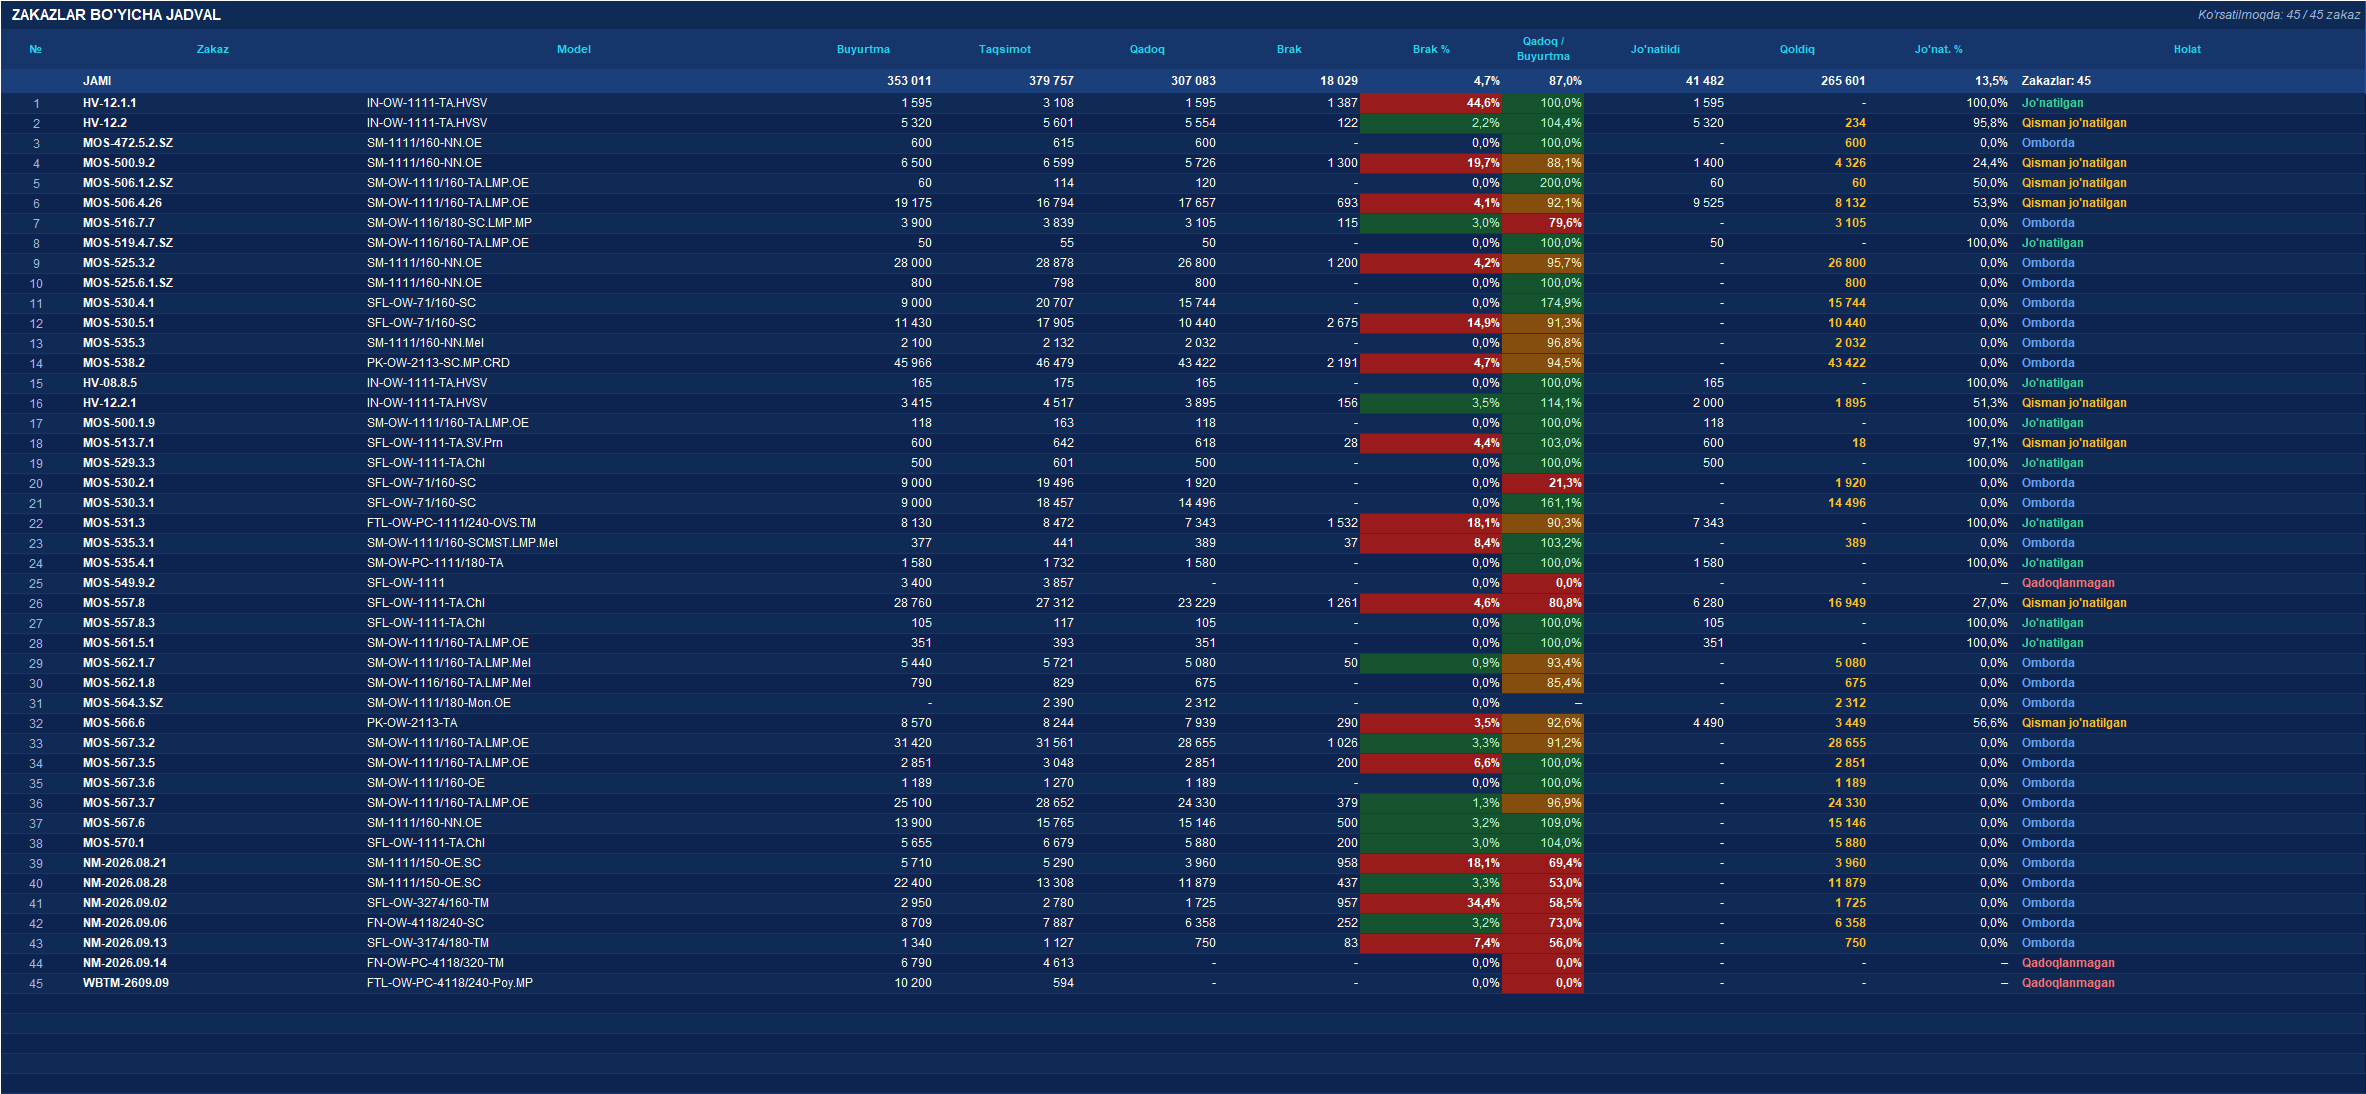 ZAKAZLAR BO'YICHA JADVAL Ko'rsatilmoqda: 45 / 45 zakaz
№ Zakaz Model Buyurtma Taqsimot Qadoq Brak Brak % Qadoq / Buyurtma Jo'natildi Qoldiq Jo'nat. % Holat
JAMI 353 011 379 757 307 083 18 029 4,7% 87,0% 41 482 265 601 13,5% Zakazlar: 45
1 HV-12.1.1 IN-OW-1111-TA.HVSV 1 595 3 108 1 595 1 387 44,6% 100,0% 1 595 - 100,0% Jo'natilgan
2 HV-12.2 IN-OW-1111-TA.HVSV 5 320 5 601 5 554 122 2,2% 104,4% 5 320 234 95,8% Qisman jo'natilgan
3 MOS-472.5.2.SZ SM-1111/160-NN.OE 600 615 600 - 0,0% 100,0% - 600 0,0% Omborda
4 MOS-500.9.2 SM-1111/160-NN.OE 6 500 6 599 5 726 1 300 19,7% 88,1% 1 400 4 326 24,4% Qisman jo'natilgan
5 MOS-506.1.2.SZ SM-OW-1111/160-TA.LMP.OE 60 114 120 - 0,0% 200,0% 60 60 50,0% Qisman jo'natilgan
6 MOS-506.4.26 SM-OW-1111/160-TA.LMP.OE 19 175 16 794 17 657 693 4,1% 92,1% 9 525 8 132 53,9% Qisman jo'natilgan
7 MOS-516.7.7 SM-OW-1116/180-SC.LMP.MP 3 900 3 839 3 105 115 3,0% 79,6% - 3 105 0,0% Omborda
8 MOS-519.4.7.SZ SM-OW-1116/160-TA.LMP.OE 50 55 50 - 0,0% 100,0% 50 - 100,0% Jo'natilgan
9 MOS-525.3.2 SM-1111/160-NN.OE 28 000 28 878 26 800 1 200 4,2% 95,7% - 26 800 0,0% Omborda
10 MOS-525.6.1.SZ SM-1111/160-NN.OE 800 798 800 - 0,0% 100,0% - 800 0,0% Omborda
11 MOS-530.4.1 SFL-OW-71/160-SC 9 000 20 707 15 744 - 0,0% 174,9% - 15 744 0,0% Omborda
12 MOS-530.5.1 SFL-OW-71/160-SC 11 430 17 905 10 440 2 675 14,9% 91,3% - 10 440 0,0% Omborda
13 MOS-535.3 SM-1111/160-NN.Mel 2 100 2 132 2 032 - 0,0% 96,8% - 2 032 0,0% Omborda
14 MOS-538.2 PK-OW-2113-SC.MP.CRD 45 966 46 479 43 422 2 191 4,7% 94,5% - 43 422 0,0% Omborda
15 HV-08.8.5 IN-OW-1111-TA.HVSV 165 175 165 - 0,0% 100,0% 165 - 100,0% Jo'natilgan
16 HV-12.2.1 IN-OW-1111-TA.HVSV 3 415 4 517 3 895 156 3,5% 114,1% 2 000 1 895 51,3% Qisman jo'natilgan
17 MOS-500.1.9 SM-OW-1111/160-TA.LMP.OE 118 163 118 - 0,0% 100,0% 118 - 100,0% Jo'natilgan
18 MOS-513.7.1 SFL-OW-1111-TA.SV.Prn 600 642 618 28 4,4% 103,0% 600 18 97,1% Qisman jo'natilgan
19 MOS-529.3.3 SFL-OW-1111-TA.Chl 500 601 500 - 0,0% 100,0% 500 - 100,0% Jo'natilgan
20 MOS-530.2.1 SFL-OW-71/160-SC 9 000 19 496 1 920 - 0,0% 21,3% - 1 920 0,0% Omborda
21 MOS-530.3.1 SFL-OW-71/160-SC 9 000 18 457 14 496 - 0,0% 161,1% - 14 496 0,0% Omborda
22 MOS-531.3 FTL-OW-PC-1111/240-OVS.TM 8 130 8 472 7 343 1 532 18,1% 90,3% 7 343 - 100,0% Jo'natilgan
23 MOS-535.3.1 SM-OW-1111/160-SCMST.LMP.Mel 377 441 389 37 8,4% 103,2% - 389 0,0% Omborda
24 MOS-535.4.1 SM-OW-PC-1111/180-TA 1 580 1 732 1 580 - 0,0% 100,0% 1 580 - 100,0% Jo'natilgan
25 MOS-549.9.2 SFL-OW-1111 3 400 3 857 - - 0,0% 0,0% - - – Qadoqlanmagan
26 MOS-557.8 SFL-OW-1111-TA.Chl 28 760 27 312 23 229 1 261 4,6% 80,8% 6 280 16 949 27,0% Qisman jo'natilgan
27 MOS-557.8.3 SFL-OW-1111-TA.Chl 105 117 105 - 0,0% 100,0% 105 - 100,0% Jo'natilgan
28 MOS-561.5.1 SM-OW-1111/160-TA.LMP.OE 351 393 351 - 0,0% 100,0% 351 - 100,0% Jo'natilgan
29 MOS-562.1.7 SM-OW-1111/160-TA.LMP.Mel 5 440 5 721 5 080 50 0,9% 93,4% - 5 080 0,0% Omborda
30 MOS-562.1.8 SM-OW-1116/160-TA.LMP.Mel 790 829 675 - 0,0% 85,4% - 675 0,0% Omborda
31 MOS-564.3.SZ SM-OW-1111/180-Mon.OE - 2 390 2 312 - 0,0% – - 2 312 0,0% Omborda
32 MOS-566.6 PK-OW-2113-TA 8 570 8 244 7 939 290 3,5% 92,6% 4 490 3 449 56,6% Qisman jo'natilgan
33 MOS-567.3.2 SM-OW-1111/160-TA.LMP.OE 31 420 31 561 28 655 1 026 3,3% 91,2% - 28 655 0,0% Omborda
34 MOS-567.3.5 SM-OW-1111/160-TA.LMP.OE 2 851 3 048 2 851 200 6,6% 100,0% - 2 851 0,0% Omborda
35 MOS-567.3.6 SM-OW-1111/160-OE 1 189 1 270 1 189 - 0,0% 100,0% - 1 189 0,0% Omborda
36 MOS-567.3.7 SM-OW-1111/160-TA.LMP.OE 25 100 28 652 24 330 379 1,3% 96,9% - 24 330 0,0% Omborda
37 MOS-567.6 SM-1111/160-NN.OE 13 900 15 765 15 146 500 3,2% 109,0% - 15 146 0,0% Omborda
38 MOS-570.1 SFL-OW-1111-TA.Chl 5 655 6 679 5 880 200 3,0% 104,0% - 5 880 0,0% Omborda
39 NM-2026.08.21 SM-1111/150-OE.SC 5 710 5 290 3 960 958 18,1% 69,4% - 3 960 0,0% Omborda
40 NM-2026.08.28 SM-1111/150-OE.SC 22 400 13 308 11 879 437 3,3% 53,0% - 11 879 0,0% Omborda
41 NM-2026.09.02 SFL-OW-3274/160-TM 2 950 2 780 1 725 957 34,4% 58,5% - 1 725 0,0% Omborda
42 NM-2026.09.06 FN-OW-4118/240-SC 8 709 7 887 6 358 252 3,2% 73,0% - 6 358 0,0% Omborda
43 NM-2026.09.13 SFL-OW-3174/180-TM 1 340 1 127 750 83 7,4% 56,0% - 750 0,0% Omborda
44 NM-2026.09.14 FN-OW-PC-4118/320-TM 6 790 4 613 - - 0,0% 0,0% - - – Qadoqlanmagan
45 WBTM-2609.09 FTL-OW-PC-4118/240-Poy.MP 10 200 594 - - 0,0% 0,0% - - – Qadoqlanmagan